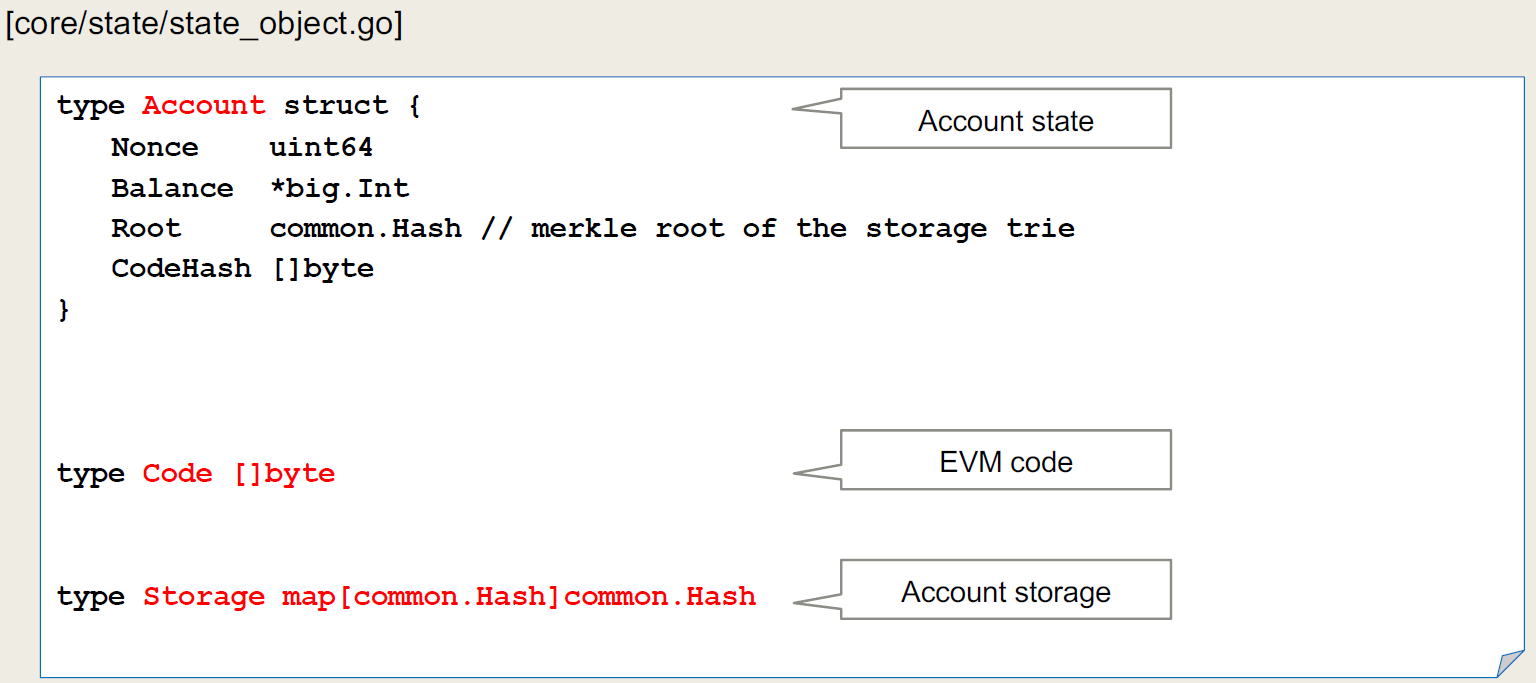 [core/state/state_object.go]
type Account struct {
Account state
Nonce uint64
Balance *big.Int
Root common.Hash // merkle root of the storage trie
CodeHash []byte
}
type Code []byte
EVM code
type Storage map[common.Hash]common.Hash
Account storage